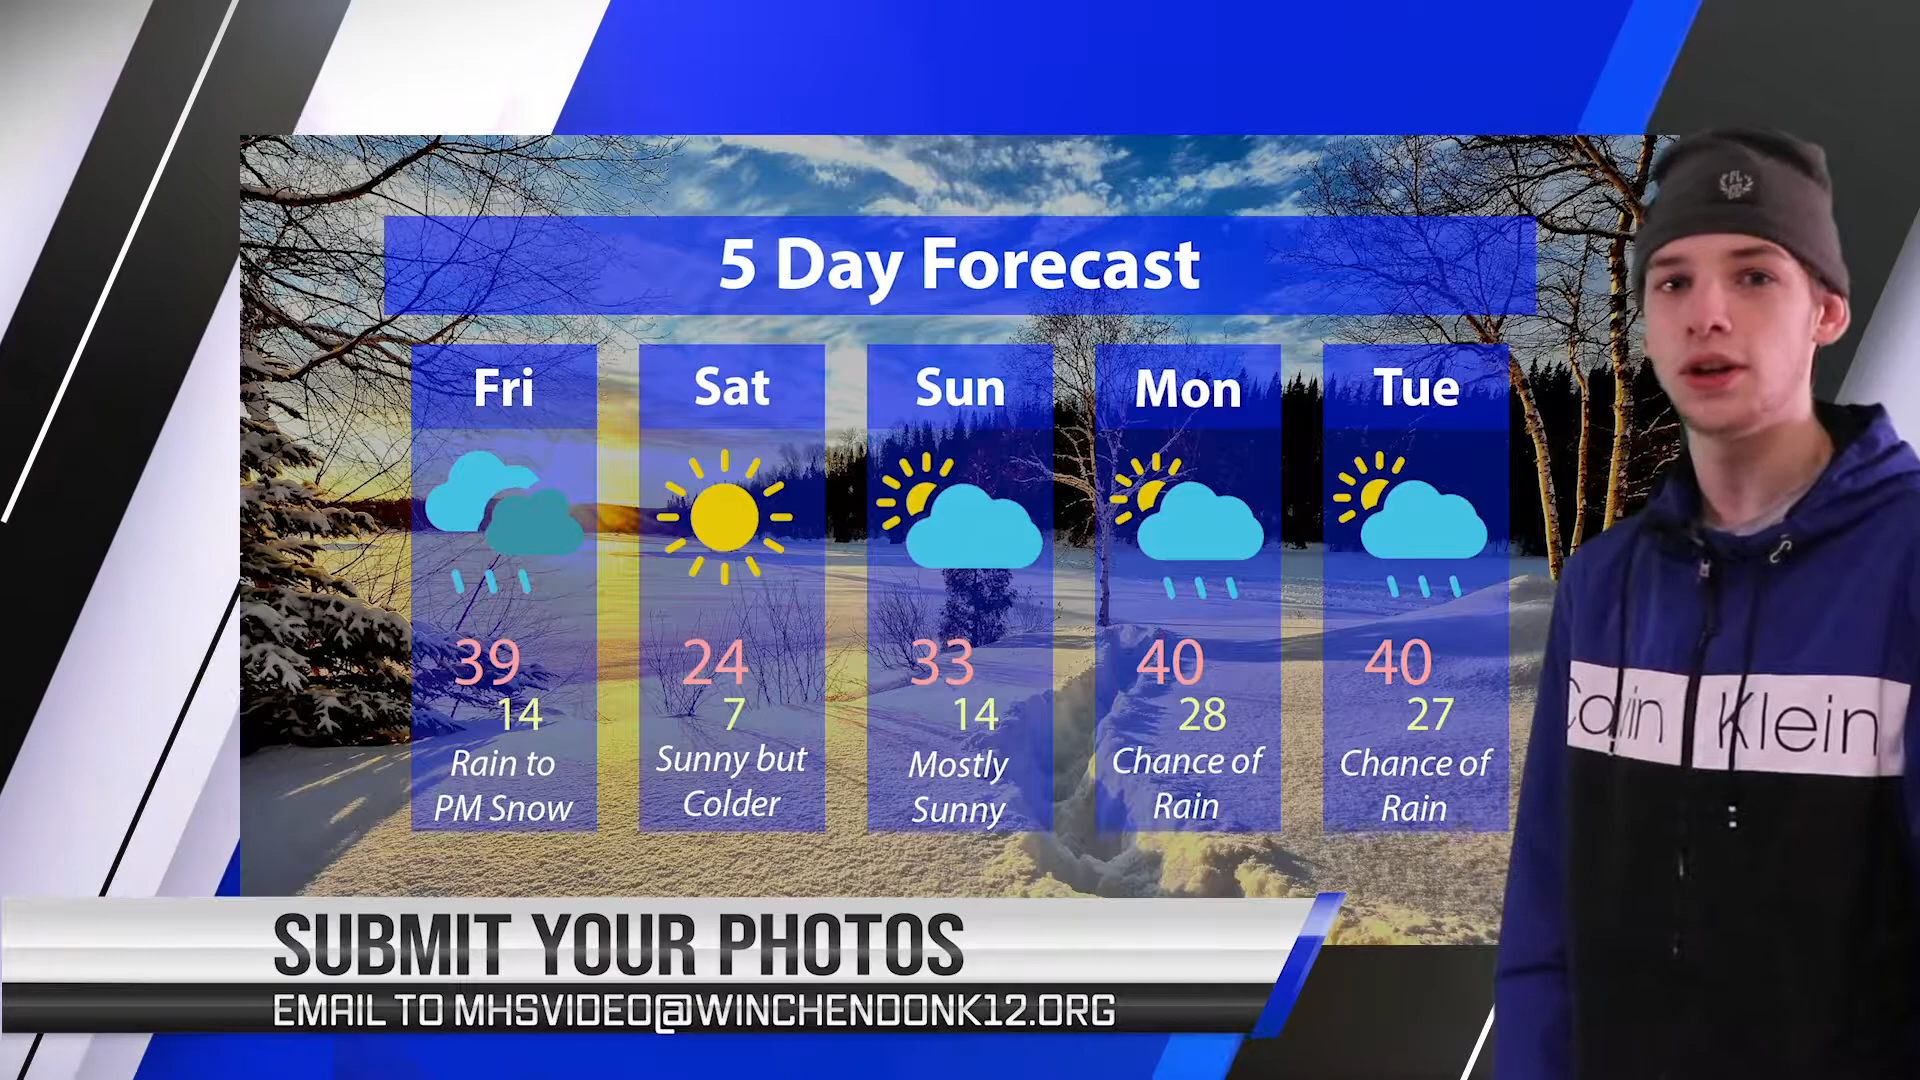 5 Day Forecast
Fri
Sat
Sun
Mon
Tue
39
24
33
40
40
14
7
14
28
27
Rain to
PM Snow
Sunny but
Colder
Mostly
Sunny
Chance of
Rain
Chance of
Rain
Calvin Klein
SUBMIT YOUR PHOTOS
EMAIL TO MHSVIDEO@WINCHENDONK12.ORG